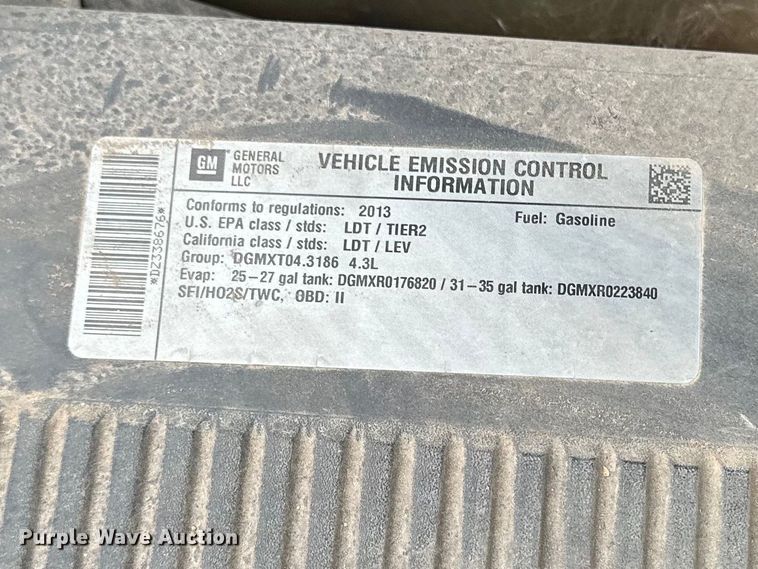 GM GENERAL MOTORS LLC
VEHICLE EMISSION CONTROL
INFORMATION
Conforms to regulations: 2013
Fuel: Gasoline
U.S. EPA class / stds: LDT / TIER2
California class / stds: LDT / LEV
Group: DGMXT04.3186 4.3L
Evap: 25-27 gal tank: DGMXR0176820 / 31-35 gal tank: DGMXR0223840
SFI/HO2S/TWC, OBD: II
*DZ338676*
Purple Wave Auction